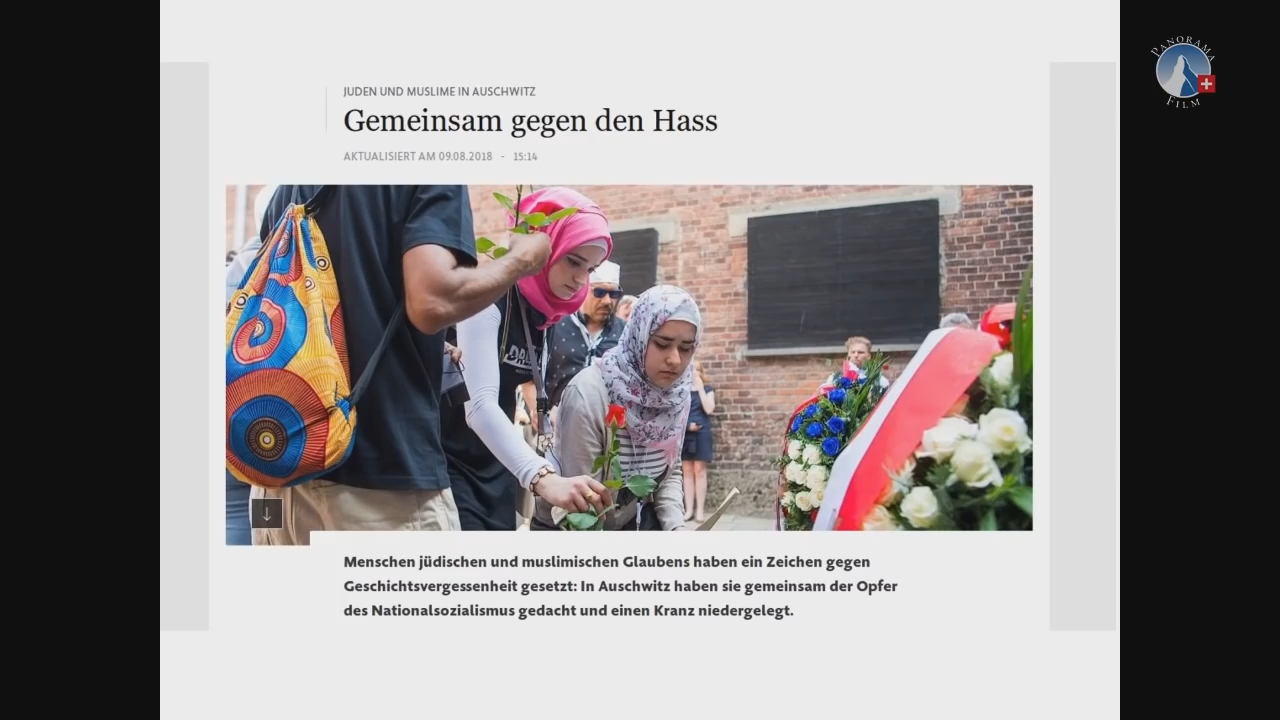 PANORAMA
FILM
JUDEN UND MUSLIME IN AUSCHWITZ
Gemeinsam gegen den Hass
AKTUALISIERT AM 09.08.2018 - 15:14
Menschen jüdischen und muslimischen Glaubens haben ein Zeichen gegen
Geschichtsvergessenheit gesetzt: In Auschwitz haben sie gemeinsam der Opfer
des Nationalsozialismus gedacht und einen Kranz niedergelegt.